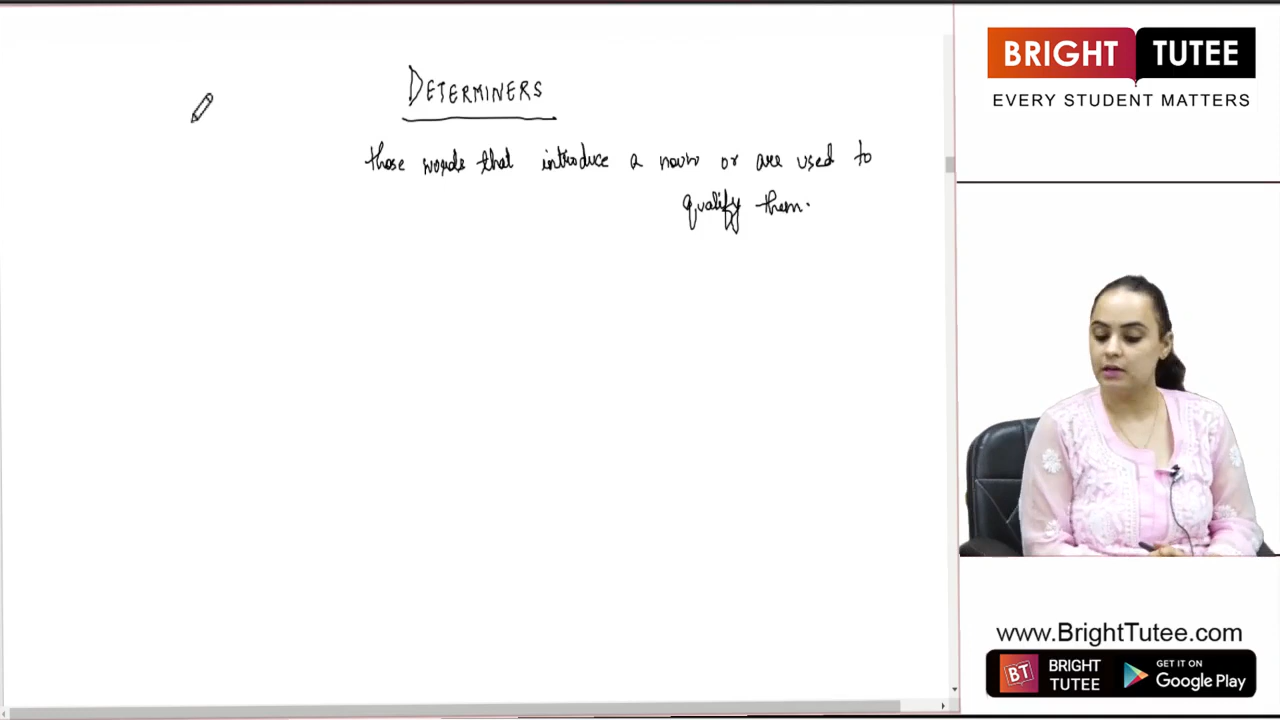 DETERMINERS
those words that introduce a noun or are used to
qualify them.
BRIGHT TUTEE
EVERY STUDENT MATTERS
www.BrightTutee.com
BT BRIGHT TUTEE
GET IT ON
Google Play